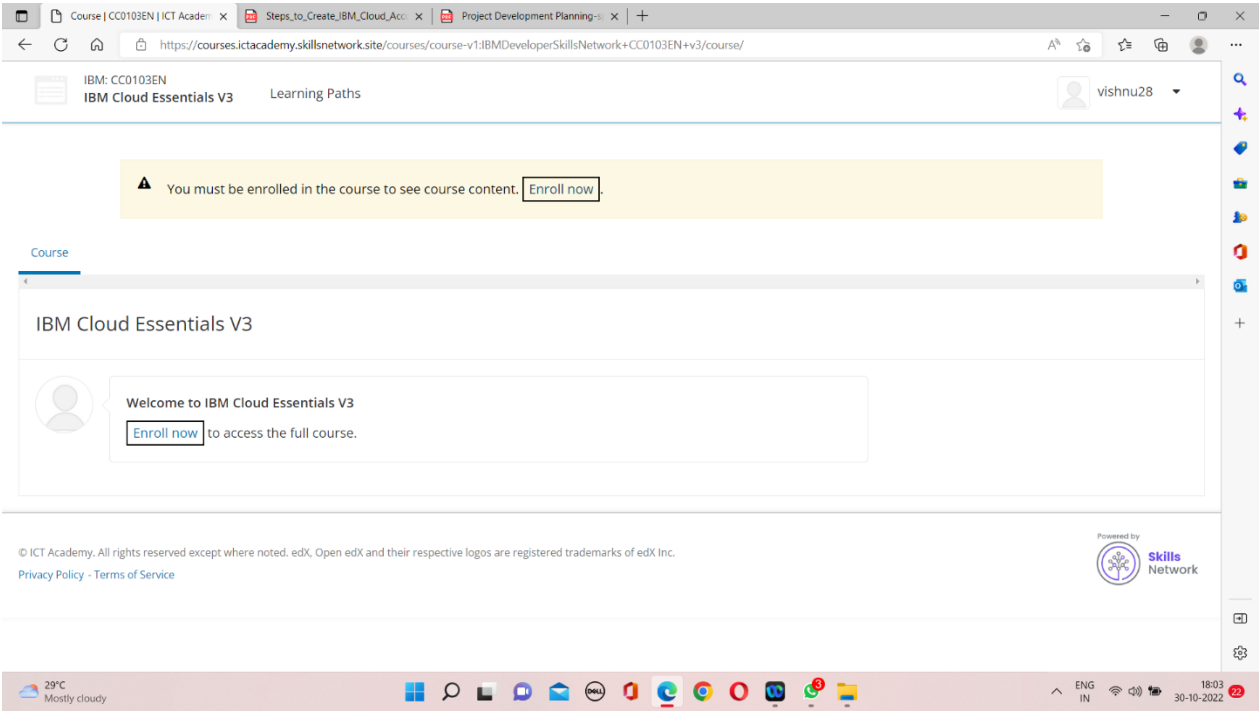 Course | CC0103EN | ICT Academ
Steps_to_Create_IBM_Cloud_Acc
Project Development Planning-s
https://courses.ictacademy.skillsnetwork.site/courses/course-v1:IBMDeveloperSkillsNetwork+CC0103EN+v3/course/
IBM: CC0103EN
IBM Cloud Essentials V3
Learning Paths
vishnu28
You must be enrolled in the course to see course content. Enroll now.
Course
IBM Cloud Essentials V3
Welcome to IBM Cloud Essentials V3
Enroll now to access the full course.
© ICT Academy. All rights reserved except where noted. edX, Open edX and their respective logos are registered trademarks of edX Inc.
Privacy Policy - Terms of Service
Powered by
Skills
Network
29°C
Mostly cloudy
DELL
3
ENG
IN
18:03
30-10-2022
22